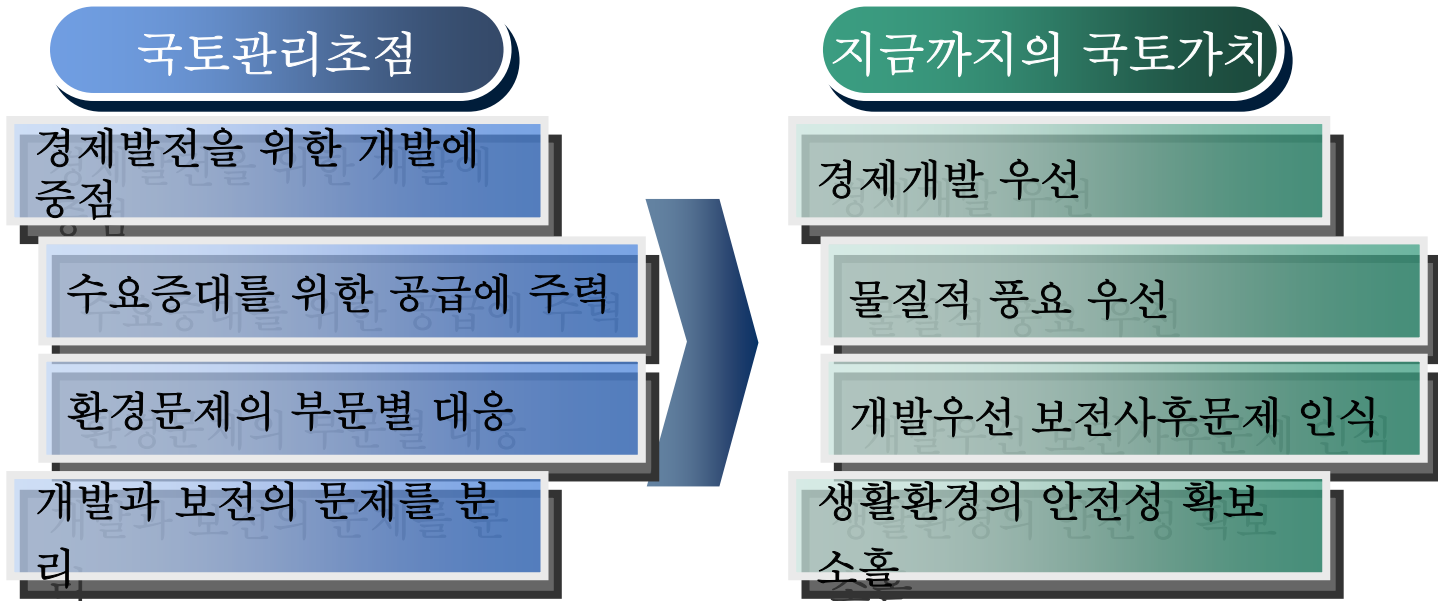 국토관리초점
경제발전을 위한 개발에
중점
수요증대를 위한 공급에 주력
환경문제의 부문별 대응
개발과 보전의 문제를 분
리
지금까지의 국토가치
경제개발 우선
물질적 풍요 우선
개발우선 보전사후문제 인식
생활환경의 안전성 확보
소홀